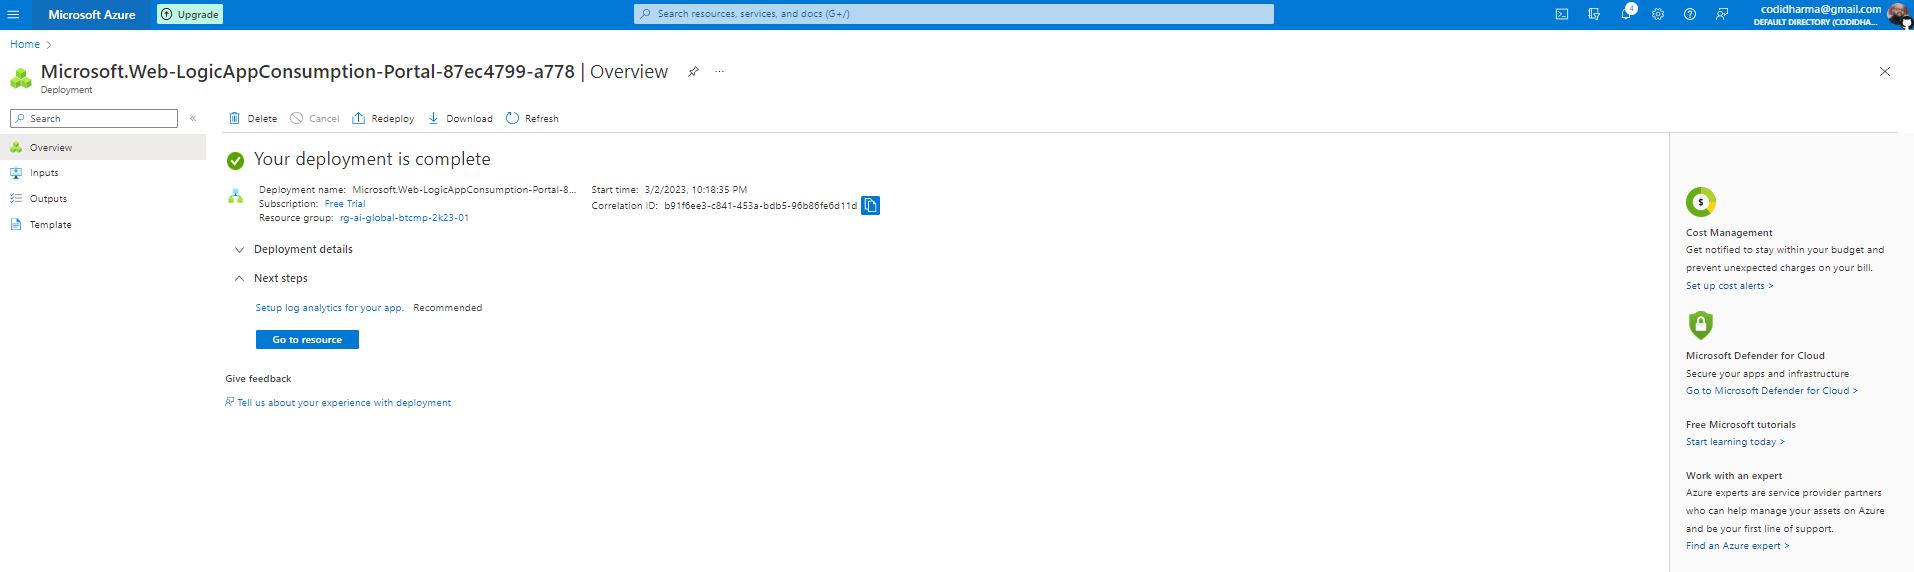 Microsoft Azure
Upgrade
Search resources, services, and docs (G+/)
4
codidharma@gmail.com
DEFAULT DIRECTORY (CODIDHA...
Home >
Microsoft.Web-LogicAppConsumption-Portal-87ec4799-a778 | Overview
...
Deployment
Search
«
Delete
Cancel
Redeploy
Download
Refresh
Overview
Inputs
Outputs
Template
Your deployment is complete
Deployment name: Microsoft.Web-LogicAppConsumption-Portal-8...
Subscription: Free Trial
Resource group: rg-ai-global-btcmp-2k23-01
Start time: 3/2/2023, 10:18:35 PM
Correlation ID: b91f6ee3-c841-453a-bdb5-96b86fe6d11d
Deployment details
Next steps
Setup log analytics for your app. Recommended
Go to resource
Give feedback
Tell us about your experience with deployment
$
Cost Management
Get notified to stay within your budget and
prevent unexpected charges on your bill.
Set up cost alerts >
Microsoft Defender for Cloud
Secure your apps and infrastructure
Go to Microsoft Defender for Cloud >
Free Microsoft tutorials
Start learning today >
Work with an expert
Azure experts are service provider partners
who can help manage your assets on Azure
and be your first line of support.
Find an Azure expert >